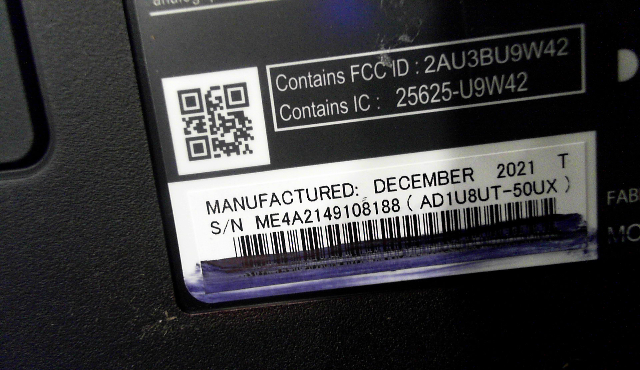 Contains FCC ID : 2AU3BU9W42
Contains IC : 25625-U9W42
MANUFACTURED: DECEMBER 2021 T
S/N ME4A2149108188 ( AD1U8UT-50UX )
FAB
MO